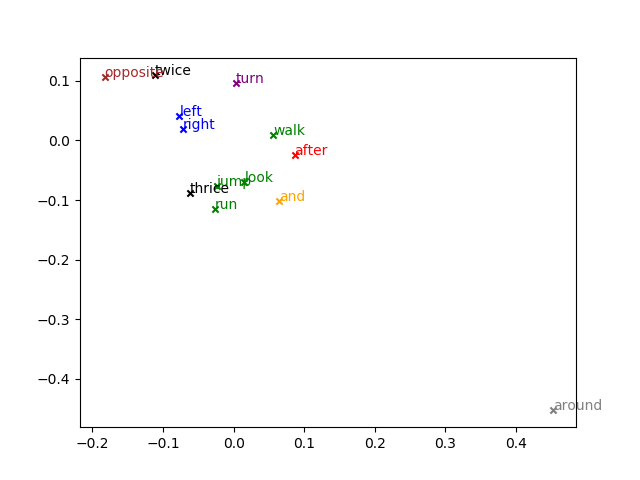 opposite
twice
turn
left
right
walk
after
thrice
jump
look
and
run
around
0.1
0.0
−0.1
−0.2
−0.3
−0.4
−0.2
−0.1
0.0
0.1
0.2
0.3
0.4